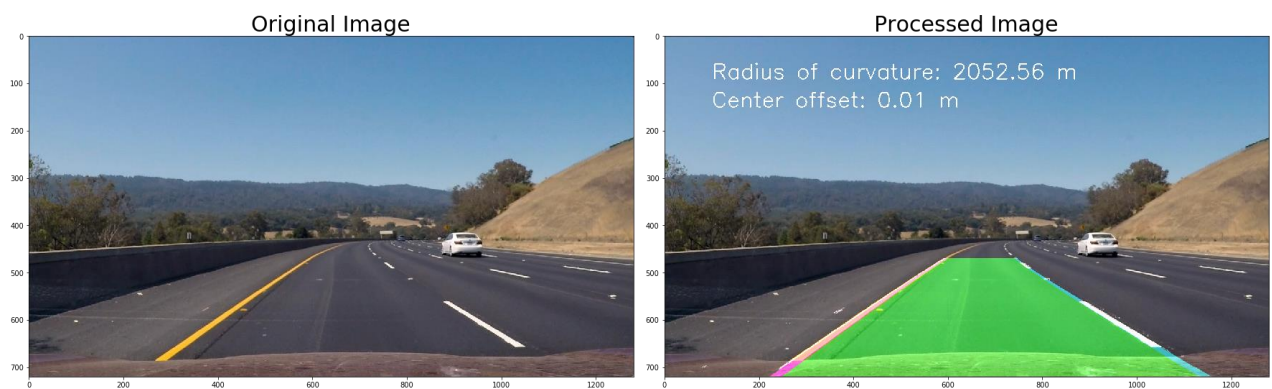 Original Image
0
100
200
300
400
500
600
700
0 200 400 600 800 1000 1200
Processed Image
Radius of curvature: 2052.56 m
Center offset: 0.01 m
0
100
200
300
400
500
600
700
0 200 400 600 800 1000 1200